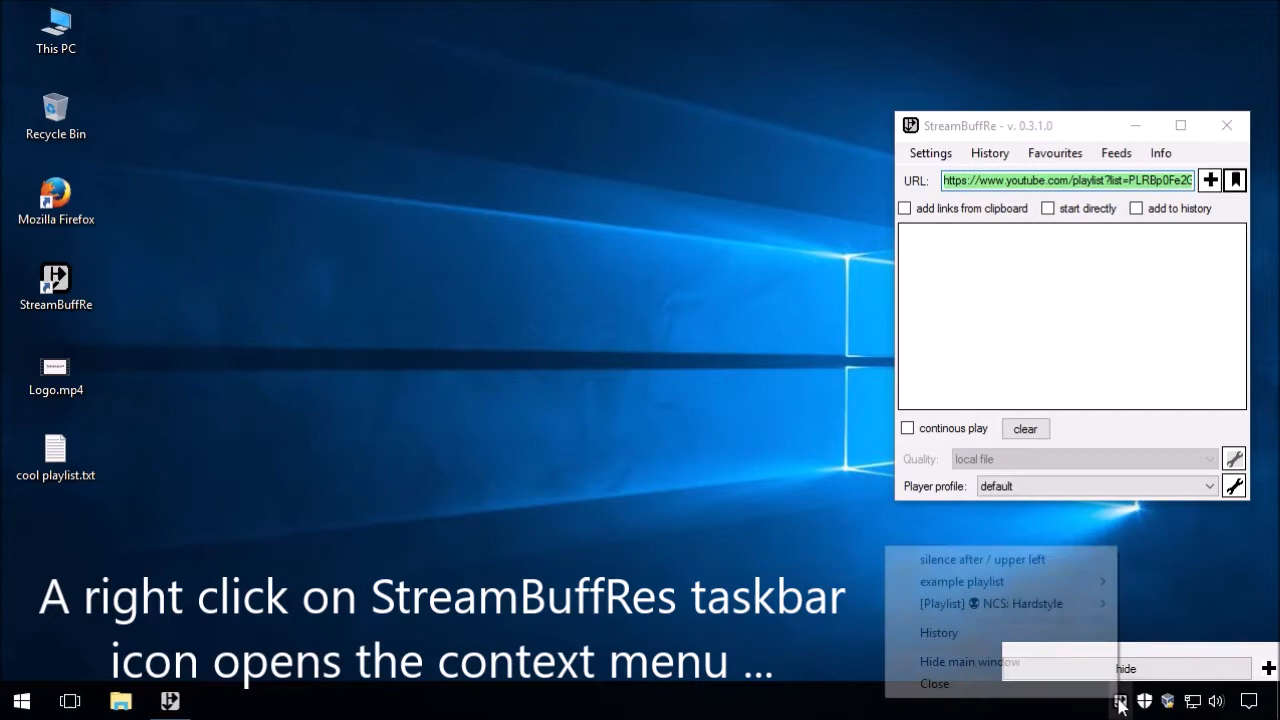 This PC
Recycle Bin
Mozilla Firefox
StreamBuffRe
Logo.mp4
cool playlist.txt
StreamBuffRe - v. 0.3.1.0
Settings History Favourites Feeds Info
URL: https://www.youtube.com/playlist?list=PLRBp0Fe2G
add links from clipboard start directly add to history
continous play clear
Quality: local file
Player profile: default
silence after / upper left
example playlist
[Playlist] NCS: Hardstyle
History
Hide main window
Close
hide
A right click on StreamBuffRes taskbar
icon opens the context menu ...